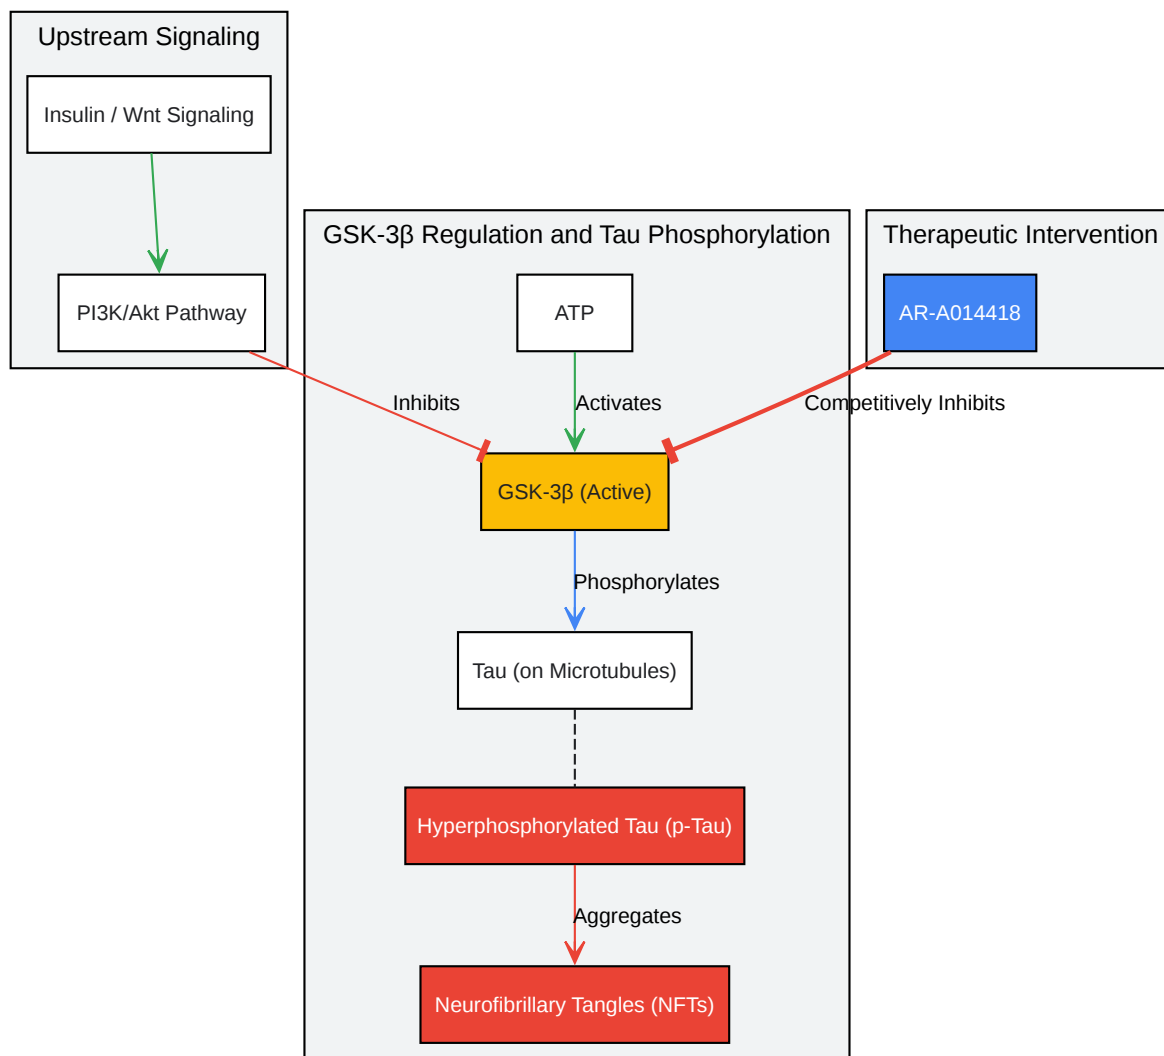 Upstream Signaling
Insulin / Wnt Signaling
PI3K/Akt Pathway
GSK-3β Regulation and Tau Phosphorylation
ATP
Therapeutic Intervention
AR-A014418
Inhibits
Activates
Competitively Inhibits
GSK-3β (Active)
Phosphorylates
Tau (on Microtubules)
Hyperphosphorylated Tau (p-Tau)
Aggregates
Neurofibrillary Tangles (NFTs)